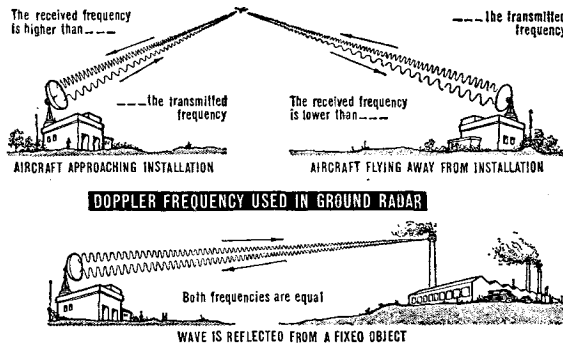 The received frequency
is higher than ---
--- the transmitted
frequency
AIRCRAFT APPROACHING INSTALLATION
--- the transmitted
frequency
The received frequency
is lower than ---
AIRCRAFT FLYING AWAY FROM INSTALLATION
DOPPLER FREQUENCY USED IN GROUND RADAR
Both frequencies are equal
WAVE IS REFLECTED FROM A FIXED OBJECT